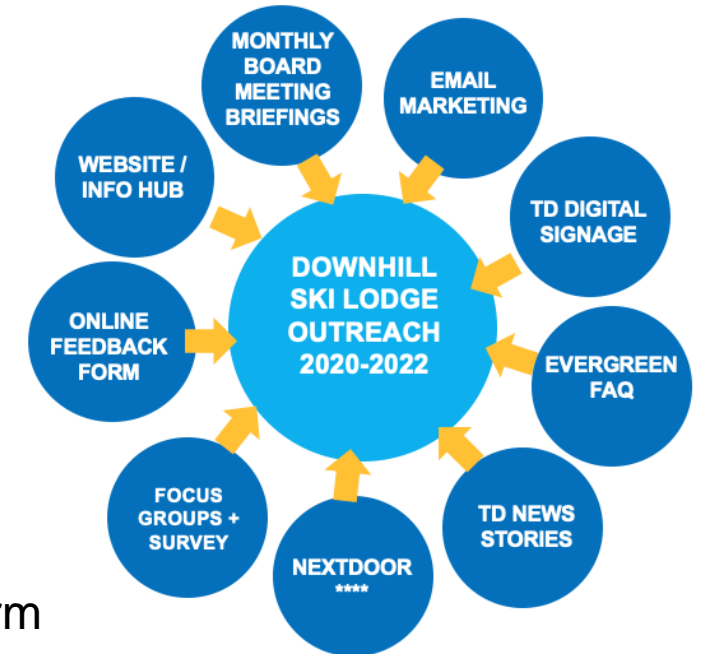 MONTHLY
BOARD
MEETING
BRIEFINGS
EMAIL
MARKETING
WEBSITE /
INFO HUB
TD DIGITAL
SIGNAGE
DOWNHILL
SKI LODGE
OUTREACH
2020-2022
ONLINE
FEEDBACK
FORM
EVERGREEN
FAQ
FOCUS
GROUPS +
SURVEY
TD NEWS
STORIES
NEXTDOOR
****
rm